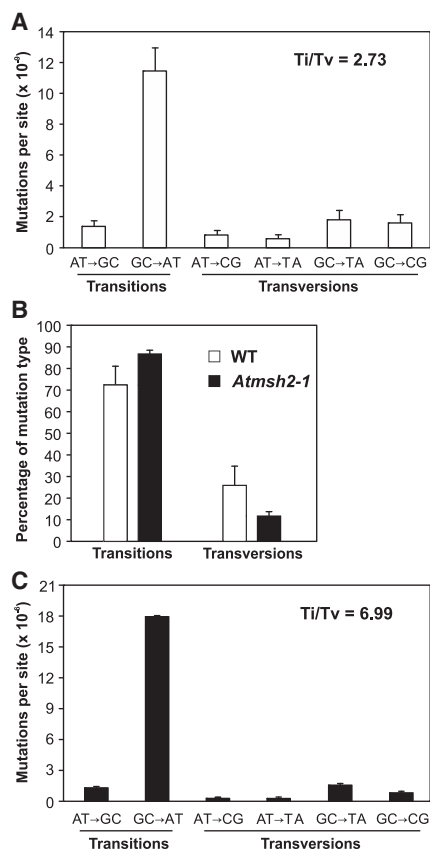 A
Mutations per site (x 10⁻⁹)
14
12
10
8
6
4
2
0
Ti/Tv = 2.73
AT→GC GC→AT AT→CG AT→TA GC→TA GC→CG
Transitions Transversions
B
Percentage of mutation type
100
90
80
70
60
50
40
30
20
10
0
WT
Atmsh2-1
Transitions Transversions
C
Mutations per site (x 10⁻⁸)
21
18
15
12
9
6
3
0
Ti/Tv = 6.99
AT→GC GC→AT AT→CG AT→TA GC→TA GC→CG
Transitions Transversions